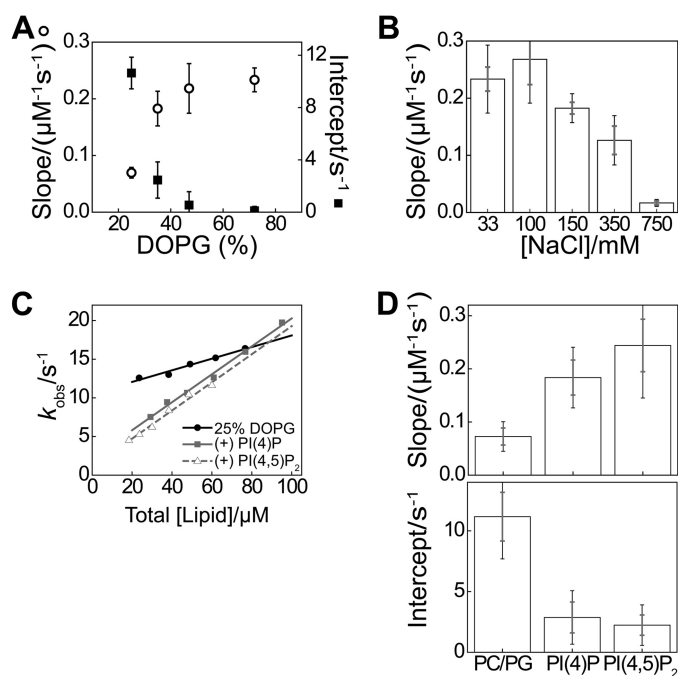 A
Slope/(µM⁻¹s⁻¹) ○
0.3
0.2
0.1
0.0
20 40 60 80
DOPG (%)
12
8
4
0
Intercept/s⁻¹ ■
B
Slope/(µM⁻¹s⁻¹)
0.3
0.2
0.1
0.0
33 100 150 350 750
[NaCl]/mM
C
kobs/s⁻¹
20
15
10
5
0
0 20 40 60 80 100
Total [Lipid]/µM
25% DOPG
(+) PI(4)P
(+) PI(4,5)P₂
D
Slope/(µM⁻¹s⁻¹)
0.3
0.2
0.1
0.0
Intercept/s⁻¹
10
5
0
PC/PG PI(4)P PI(4,5)P₂